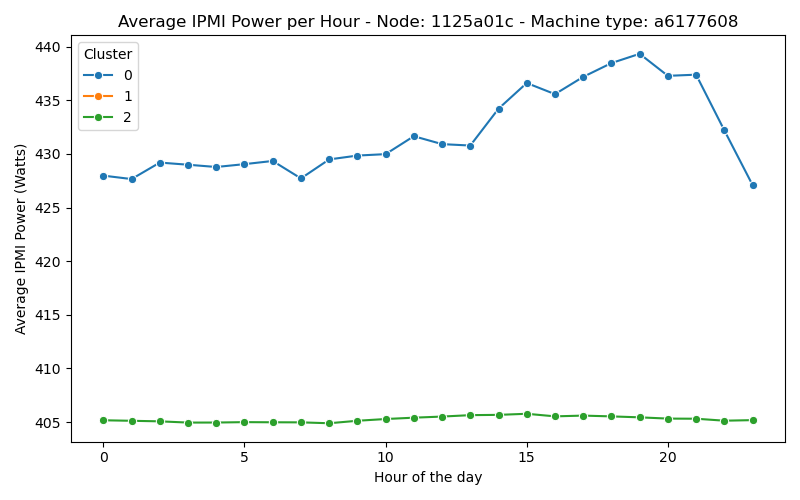 Average IPMI Power per Hour - Node: 1125a01c - Machine type: a6177608
Cluster
0
1
2
440
435
430
425
420
415
410
405
Average IPMI Power (Watts)
0 5 10 15 20
Hour of the day